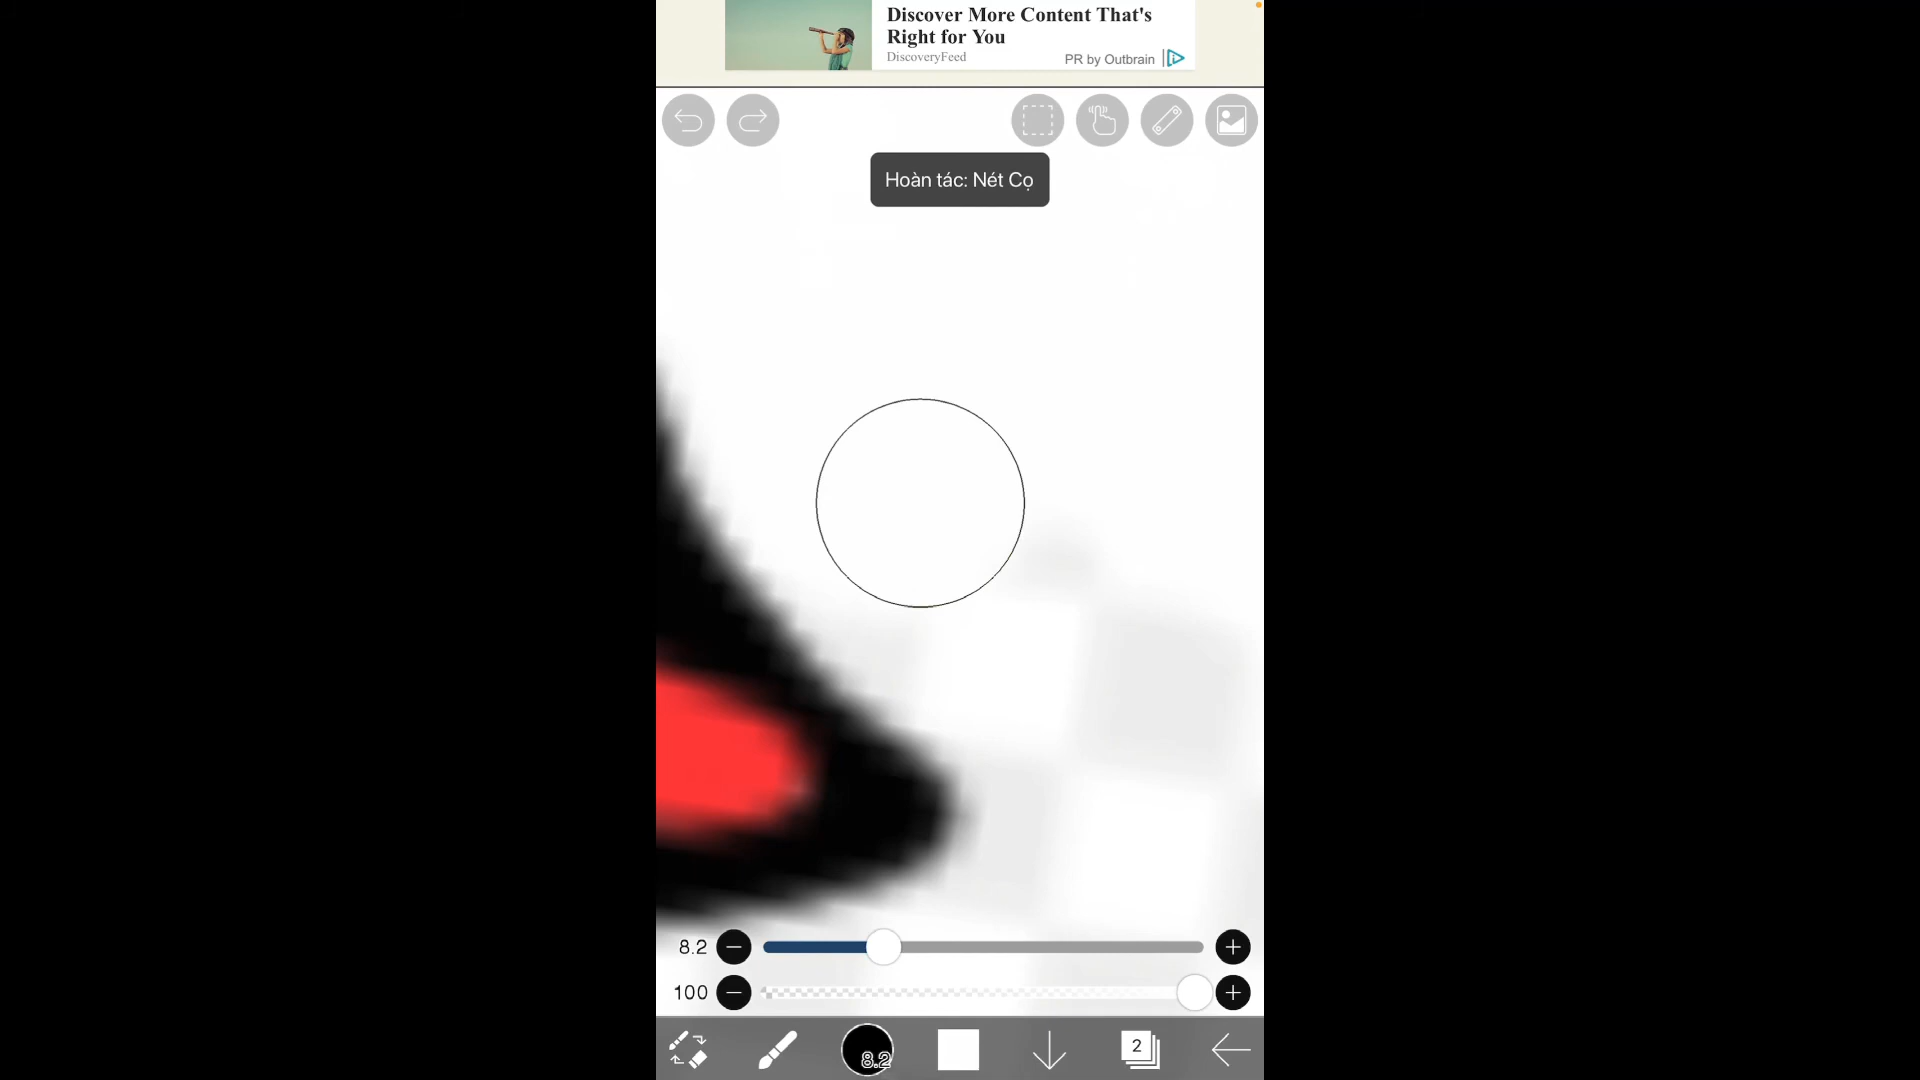 Discover More Content That's
Right for You
DiscoveryFeed
PR by Outbrain
Hoàn tác: Nét Cọ
8.2
100
8.2
2